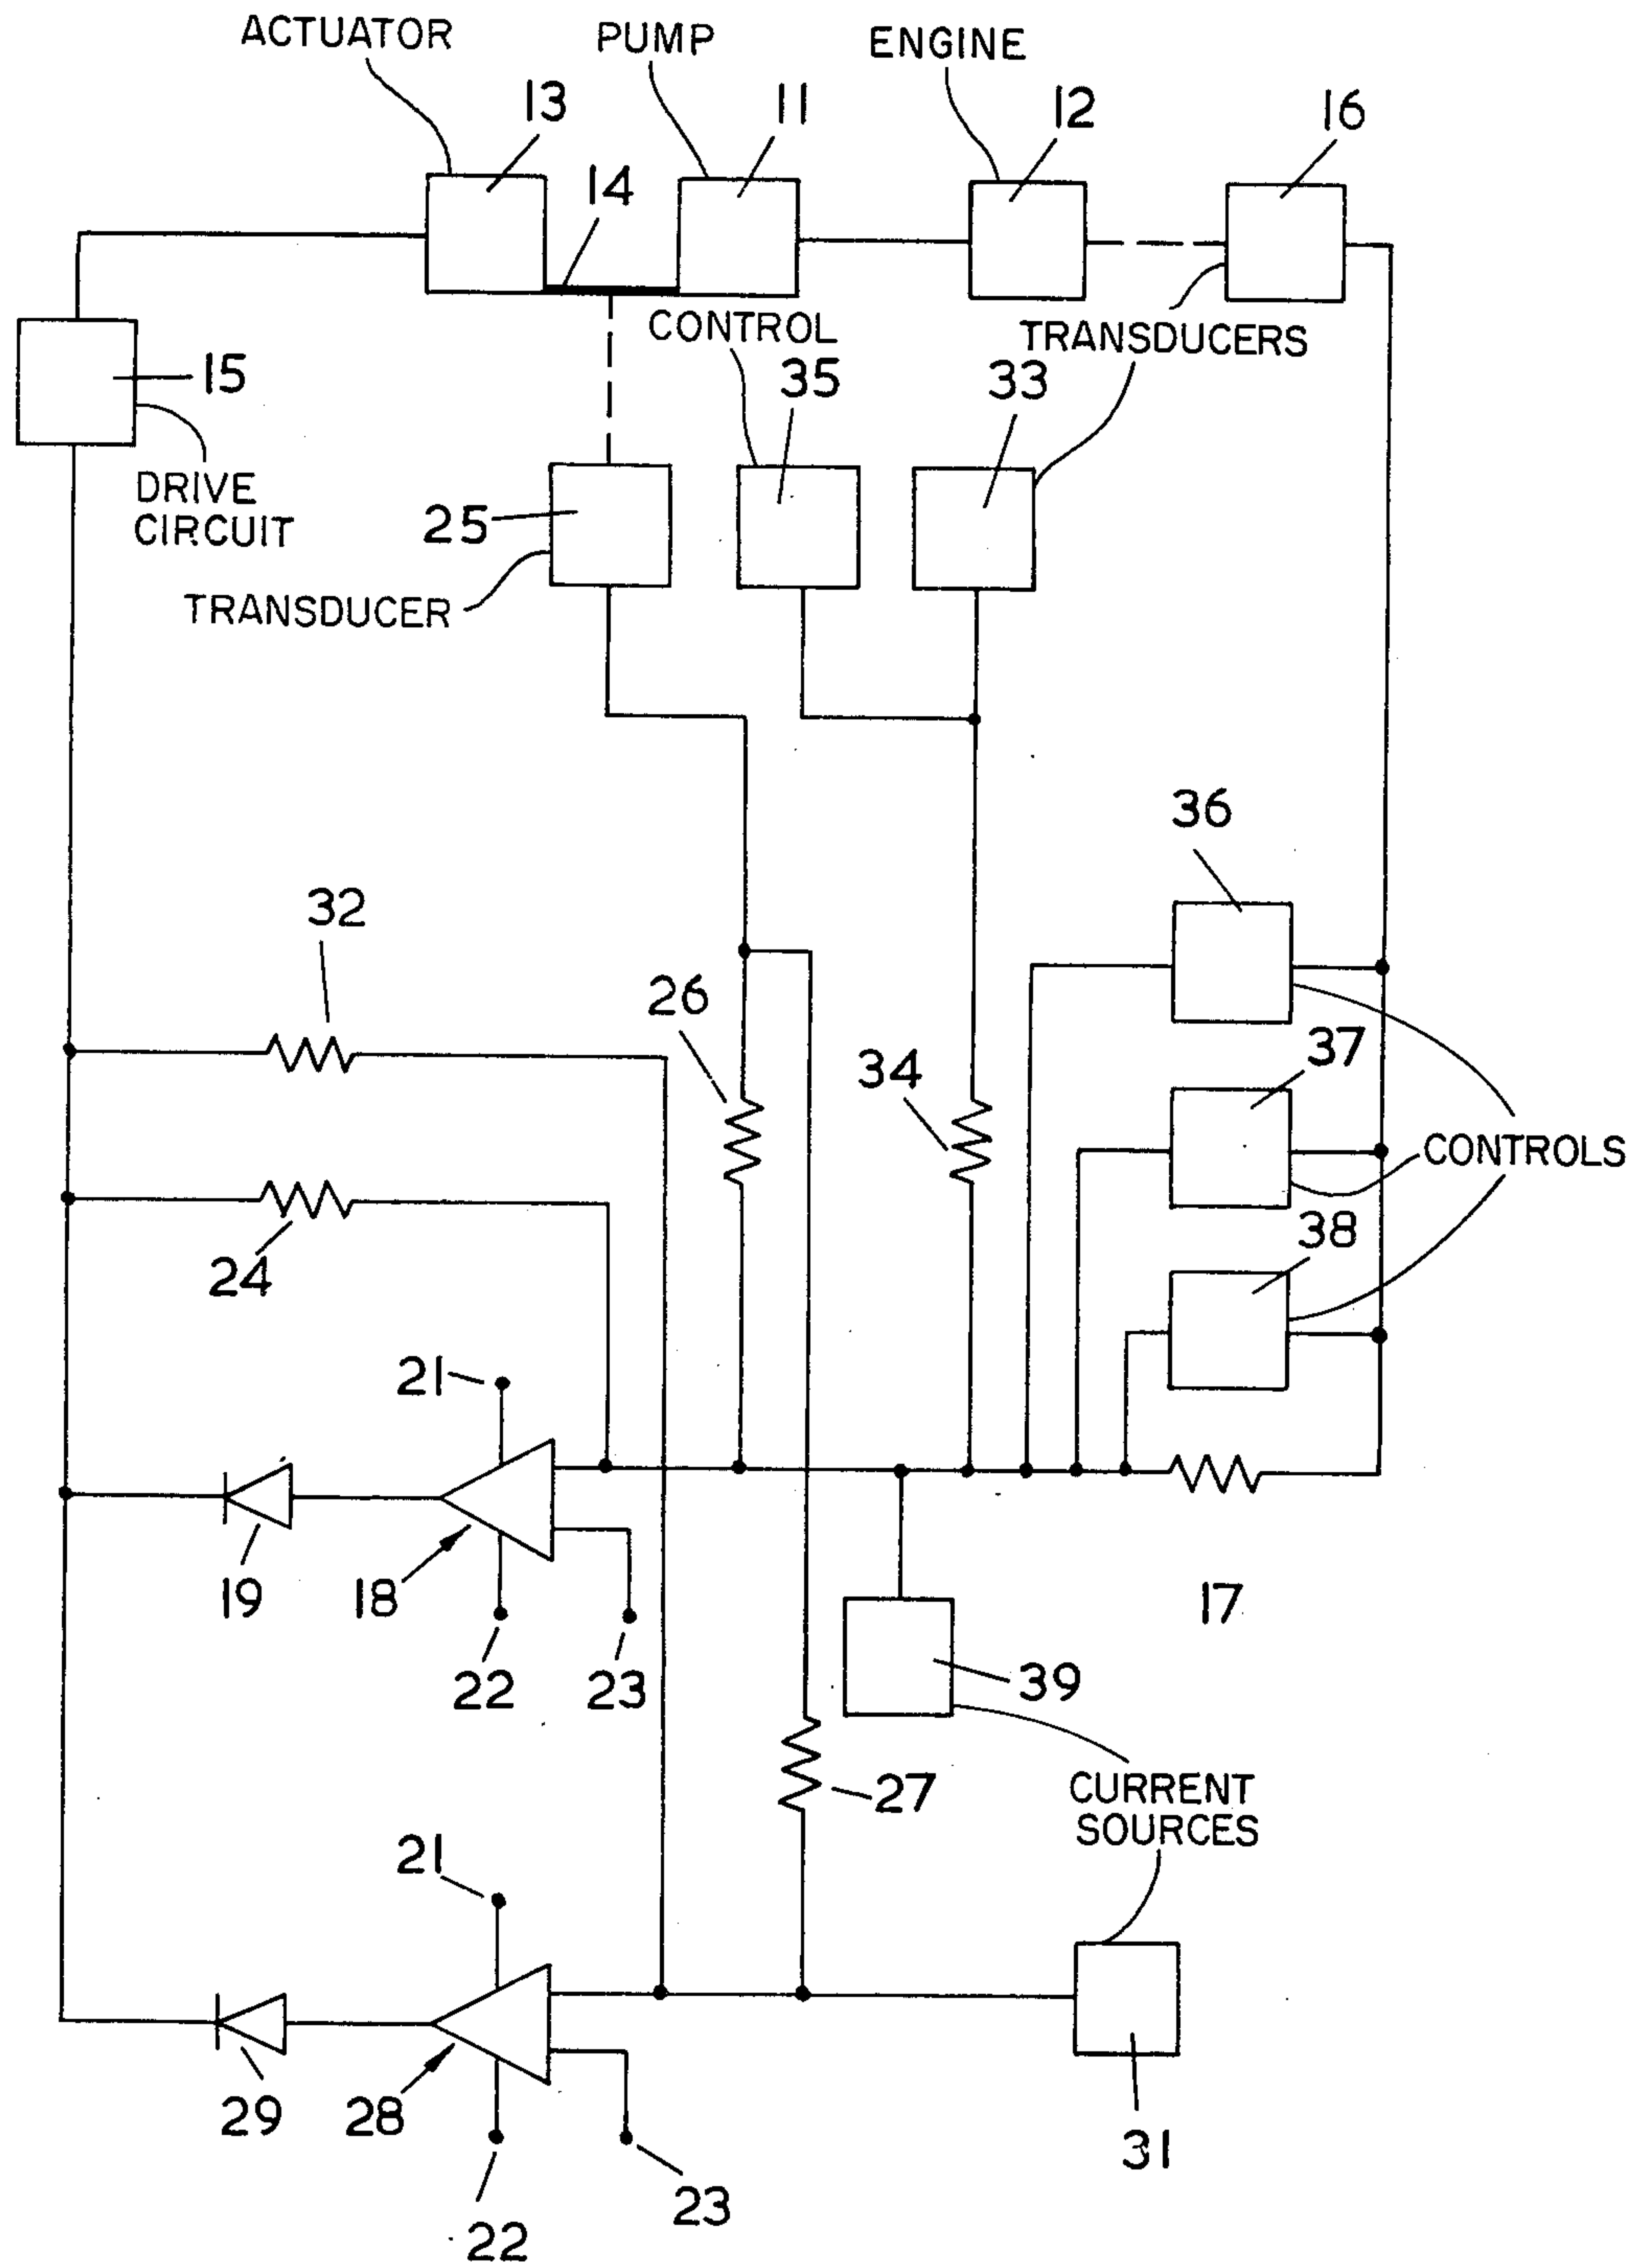 ACTUATOR
PUMP
ENGINE
13
11
12
16
14
CONTROL
TRANSDUCERS
15
35
33
DRIVE
CIRCUIT
25
TRANSDUCER
36
32
26
37
34
CONTROLS
24
38
21
19
18
17
22
23
39
27
CURRENT
SOURCES
21
29
28
31
22
23